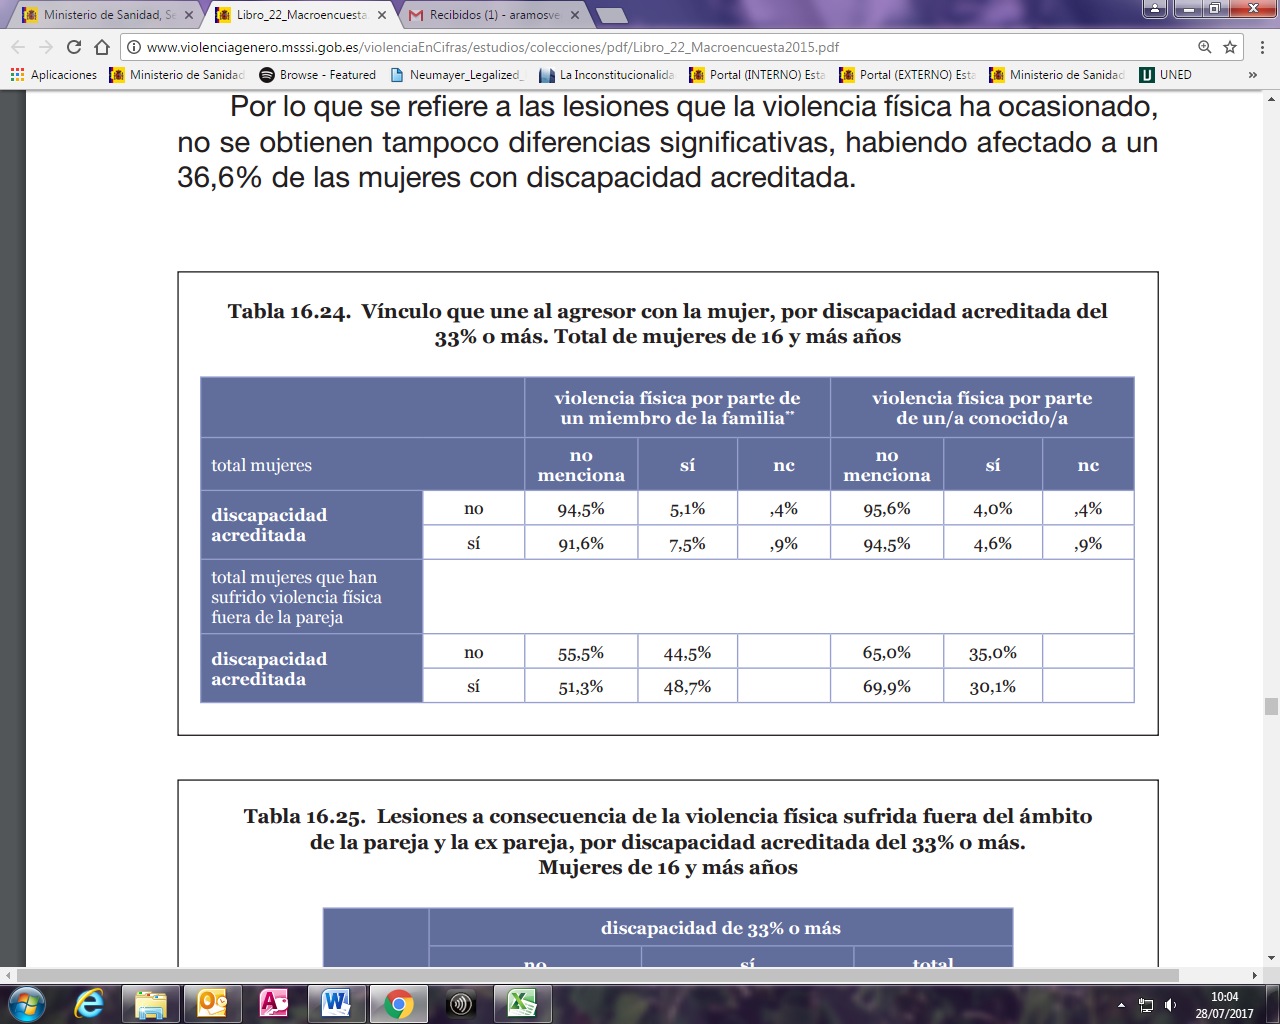 Ministerio de Sanidad, Se
Libro_22_Macroencuesta
Recibidos (1) - aramosve
www.violenciagenero.msssi.gob.es/violenciaEnCifras/estudios/colecciones/pdf/Libro_22_Macroencuesta2015.pdf
Aplicaciones Ministerio de Sanidad Browse - Featured Neumayer_Legalized_ La Inconstitucionalida Portal (INTERNO) Esta Portal (EXTERNO) Esta Ministerio de Sanidad U UNED »
Por lo que se refiere a las lesiones que la violencia física ha ocasionado,
no se obtienen tampoco diferencias significativas, habiendo afectado a un
36,6% de las mujeres con discapacidad acreditada.
Tabla 16.24. Vínculo que une al agresor con la mujer, por discapacidad acreditada del
33% o más. Total de mujeres de 16 y más años
violencia física por parte de
un miembro de la familia**
violencia física por parte
de un/a conocido/a
total mujeres
no
menciona
sí
nc
no
menciona
sí
nc
discapacidad
acreditada
no 94,5% 5,1% ,4% 95,6% 4,0% ,4%
sí 91,6% 7,5% ,9% 94,5% 4,6% ,9%
total mujeres que han
sufrido violencia física
fuera de la pareja
discapacidad
acreditada
no 55,5% 44,5% 65,0% 35,0%
sí 51,3% 48,7% 69,9% 30,1%
Tabla 16.25. Lesiones a consecuencia de la violencia física sufrida fuera del ámbito
de la pareja y la ex pareja, por discapacidad acreditada del 33% o más.
Mujeres de 16 y más años
discapacidad de 33% o más
no sí total
10:04
28/07/2017